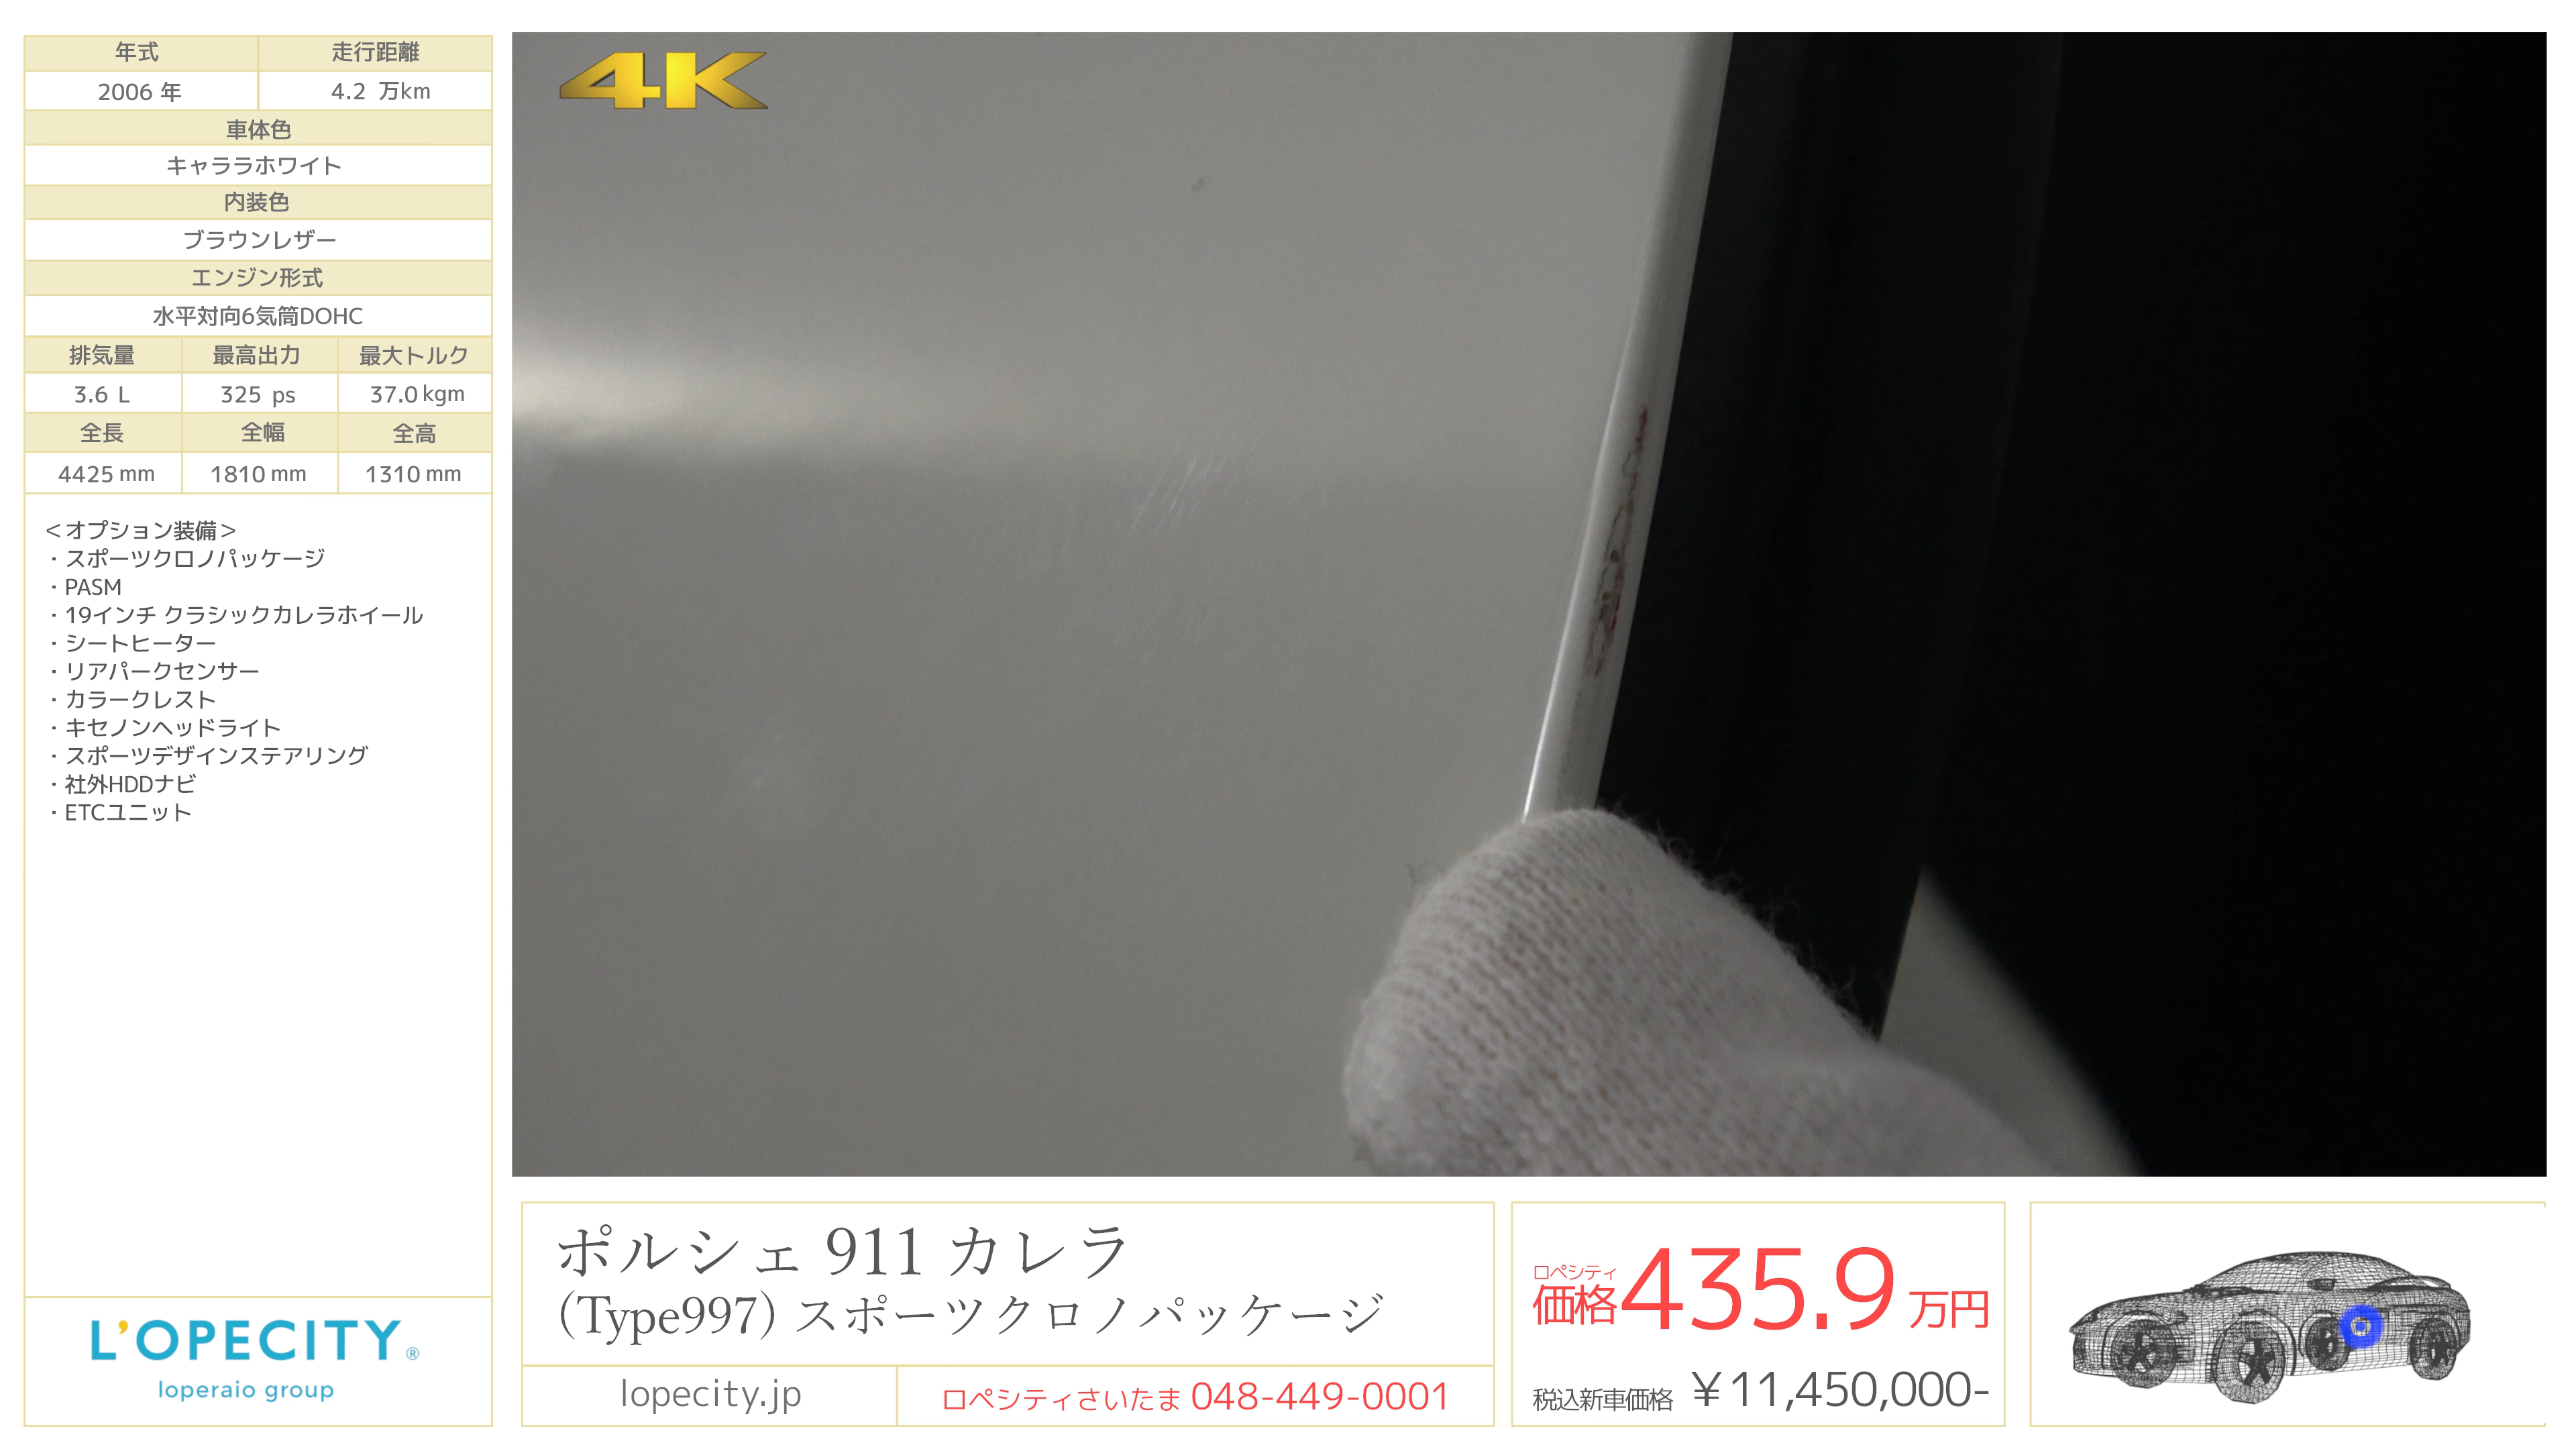 年式 走行距離
2006 年 4.2 万km
車体色
キャララホワイト
内装色
ブラウンレザー
エンジン形式
水平対向6気筒DOHC
排気量 最高出力 最大トルク
3.6 L 325 ps 37.0 kgm
全長 全幅 全高
4425 mm 1810 mm 1310 mm
＜オプション装備＞
・スポーツクロノパッケージ
・PASM
・19インチ クラシックカレラホイール
・シートヒーター
・リアパークセンサー
・カラークレスト
・キセノンヘッドライト
・スポーツデザインステアリング
・社外HDDナビ
・ETCユニット
L'OPECITY®
loperaio group
4K
ポルシェ 911 カレラ
(Type997) スポーツクロノパッケージ
lopecity.jp
ロペシティさいたま 048-449-0001
ロペシティ
価格 435.9 万円
税込新車価格 ￥11,450,000-